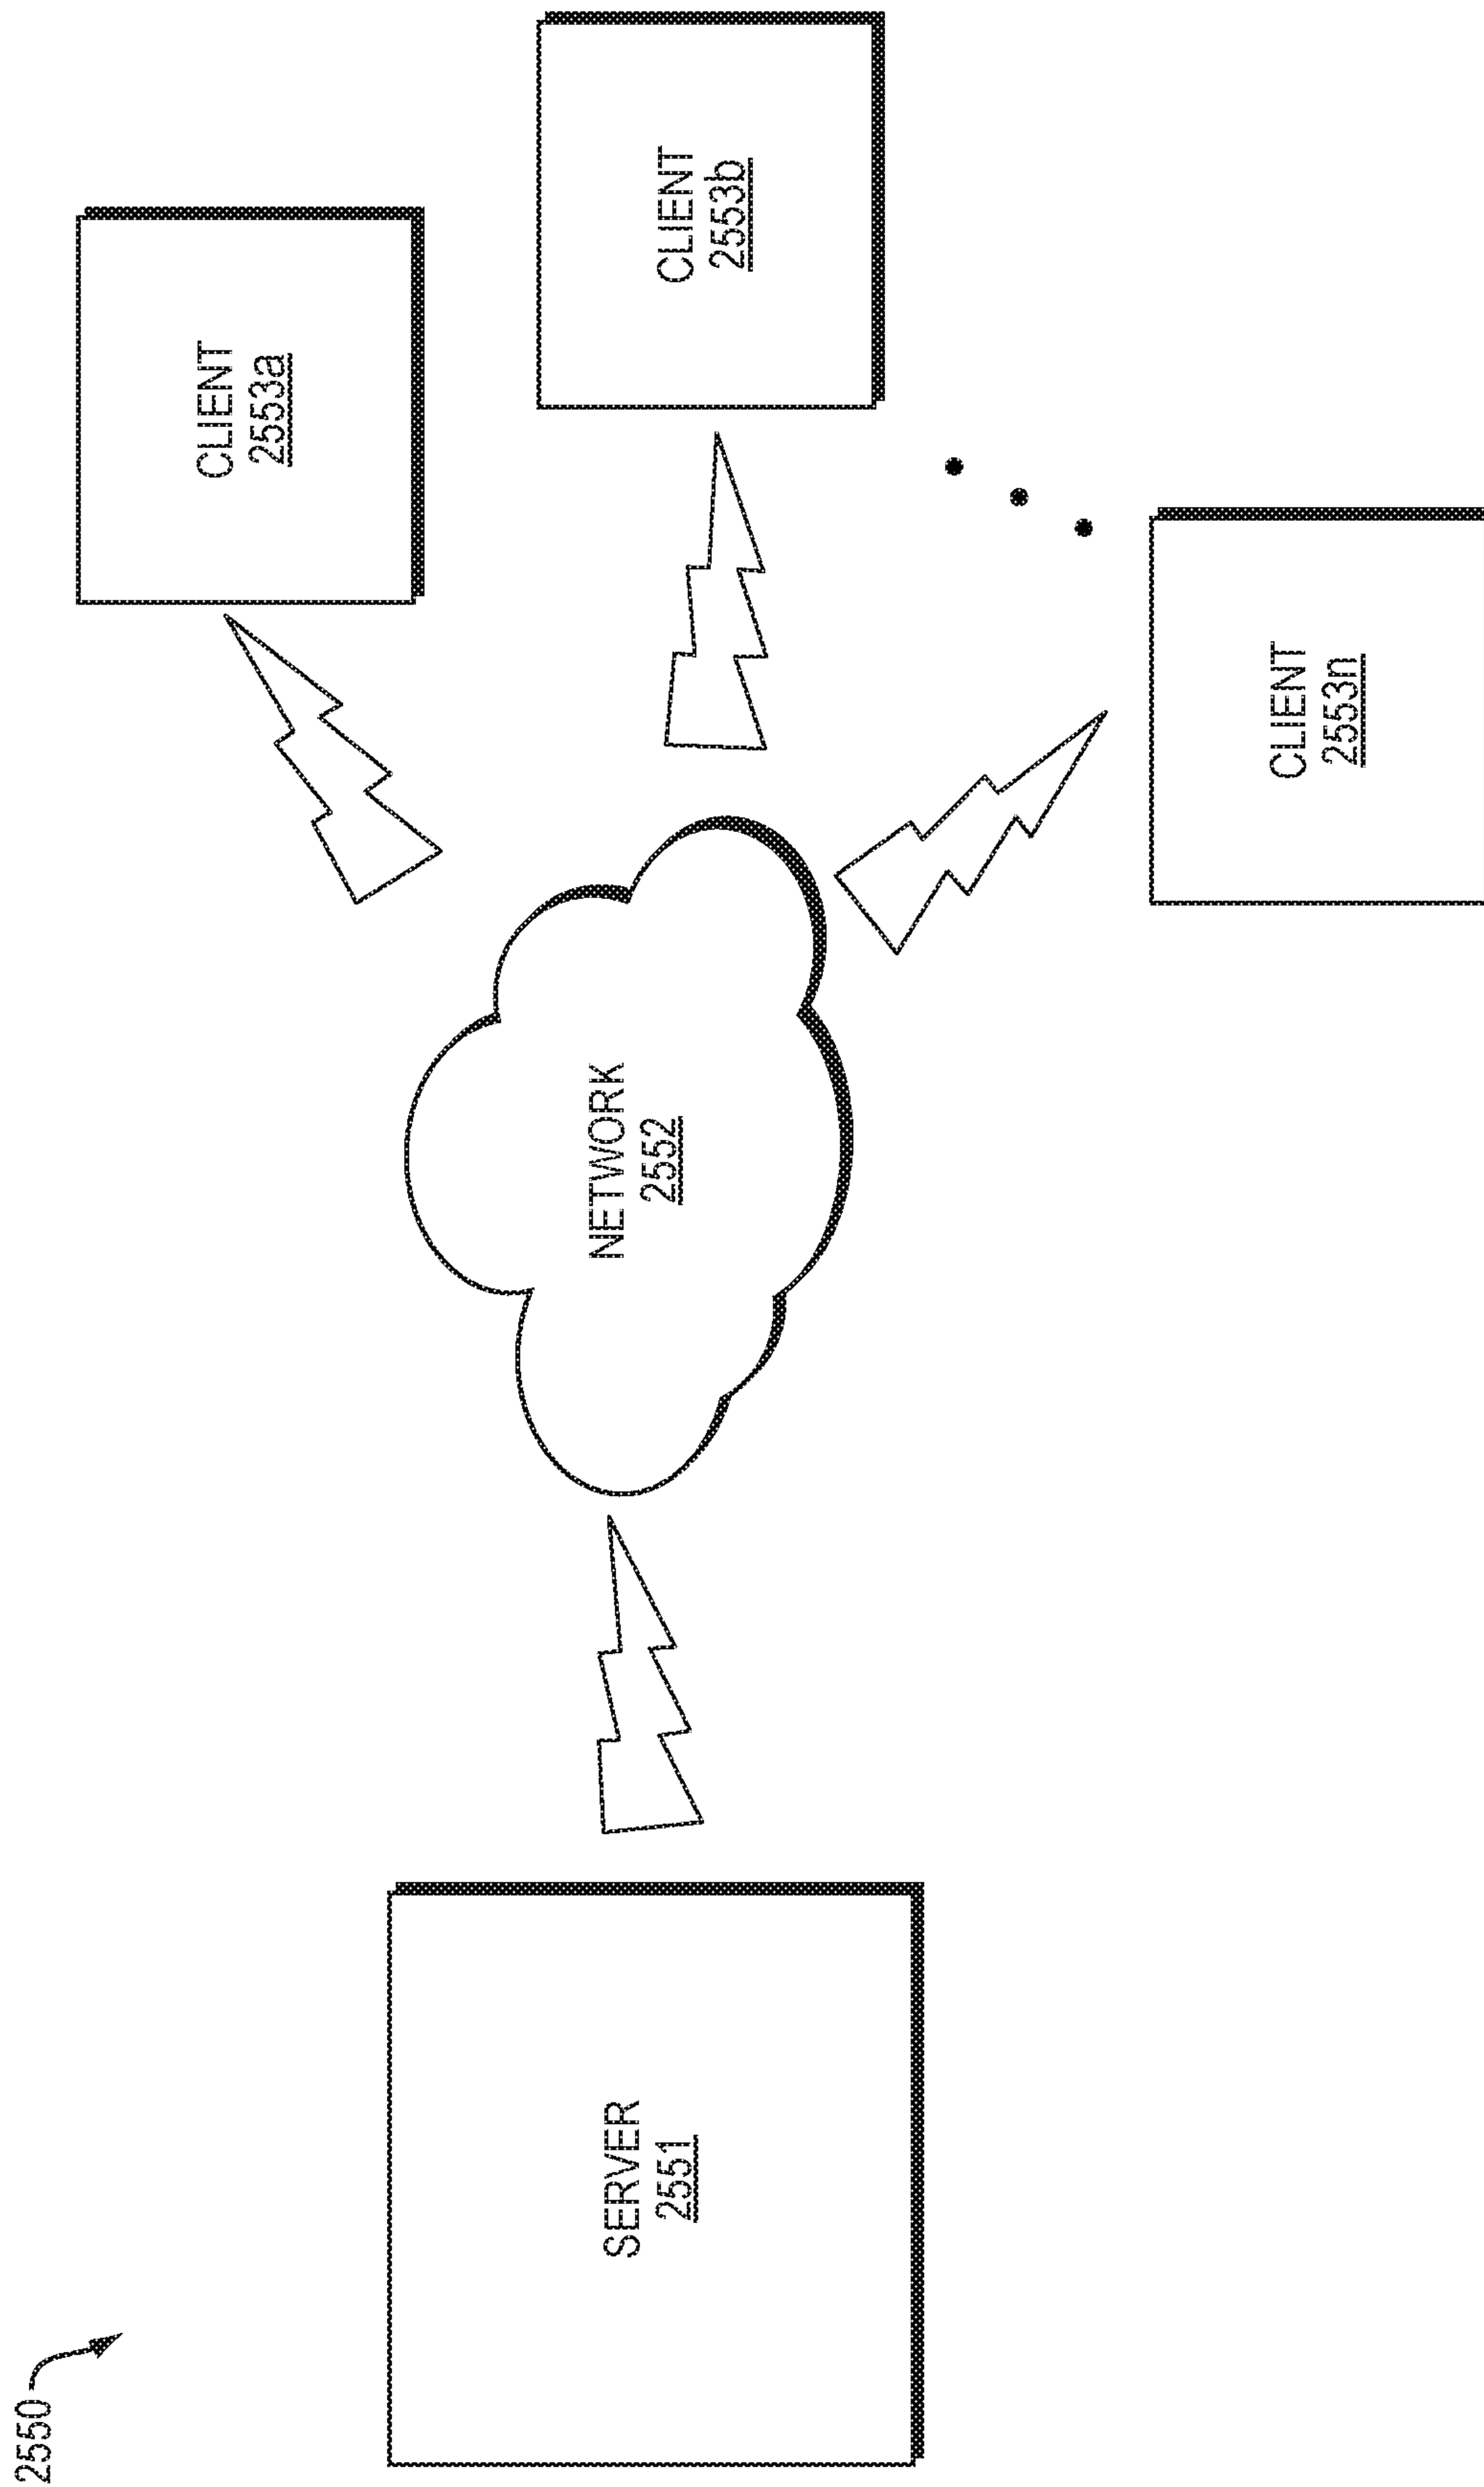 2550
SERVER
2551
NETWORK
2552
CLIENT
2553a
CLIENT
2553b
CLIENT
2553n